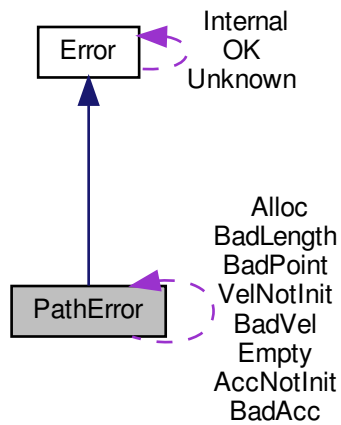 Internal
OK
Unknown
Error
Alloc
BadLength
BadPoint
VelNotInit
BadVel
Empty
AccNotInit
BadAcc
PathError